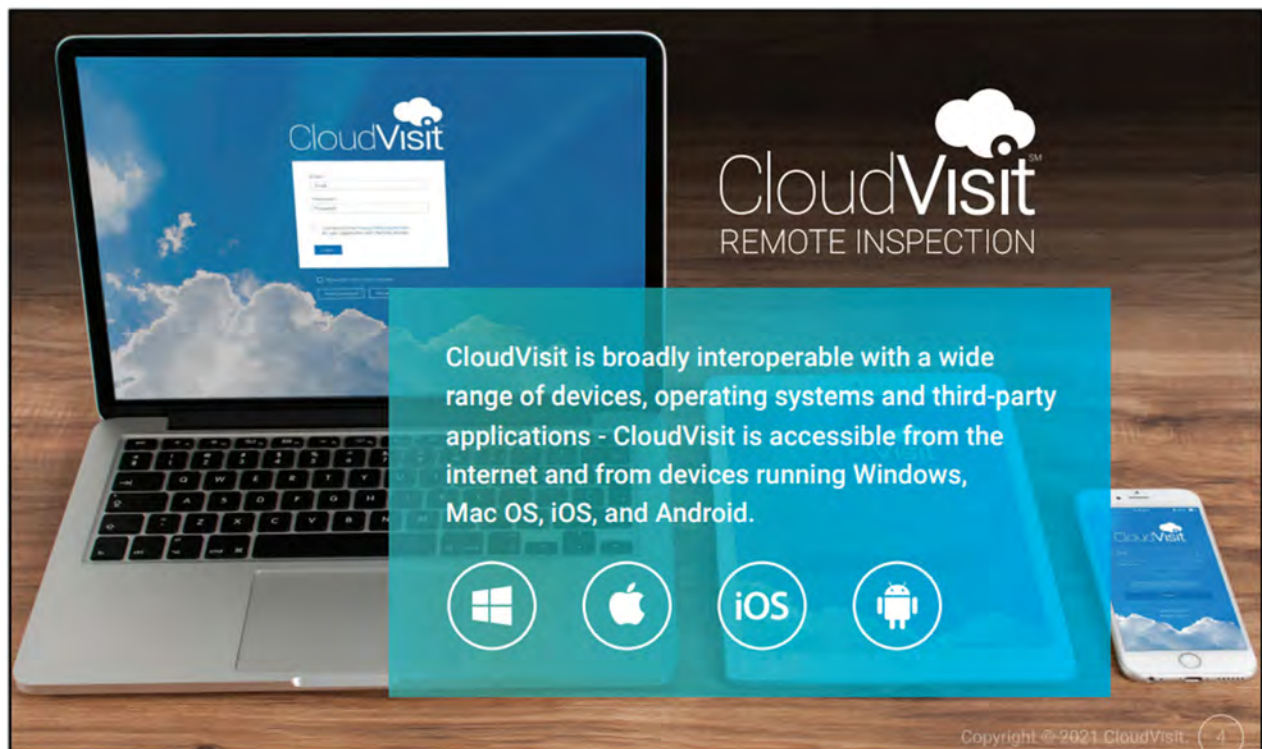 CloudVisit
CloudVisit SM
REMOTE INSPECTION
CloudVisit is broadly interoperable with a wide
range of devices, operating systems and third-party
applications - CloudVisit is accessible from the
internet and from devices running Windows,
Mac OS, iOS, and Android.
iOS
CloudVisit
Copyright © 2021 CloudVisit.
4